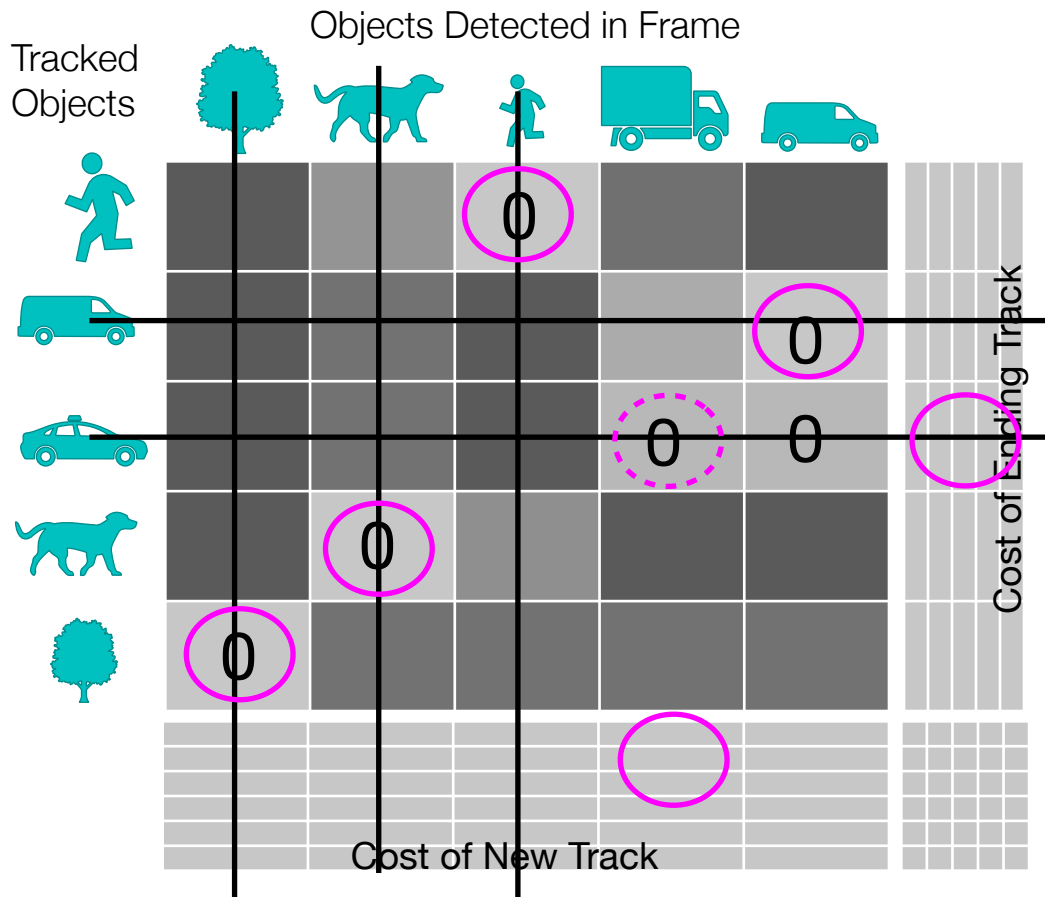 Objects Detected in Frame
Tracked
Objects
0
0
0
0
0
0
Cost of Ending Track
Cost of New Track